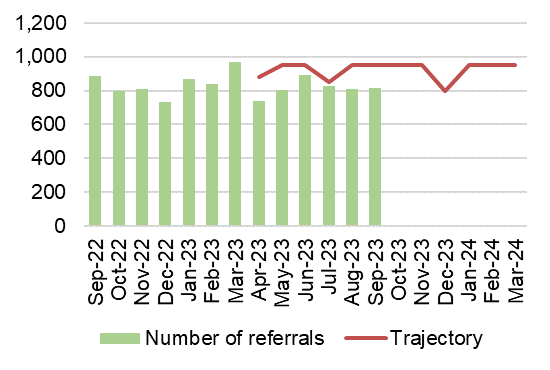 1,200
1,000
800
600
400
200
0
Sep-22
Oct-22
Nov-22
Dec-22
Jan-23
Feb-23
Mar-23
Apr-23
May-23
Jun-23
Jul-23
Aug-23
Sep-23
Oct-23
Nov-23
Dec-23
Jan-24
Feb-24
Mar-24
Number of referrals
Trajectory